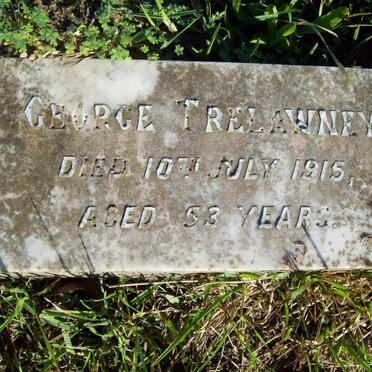 GEORGE TRELAWNEY
DIED 10TH JULY 1915,
AGED 53 YEARS.